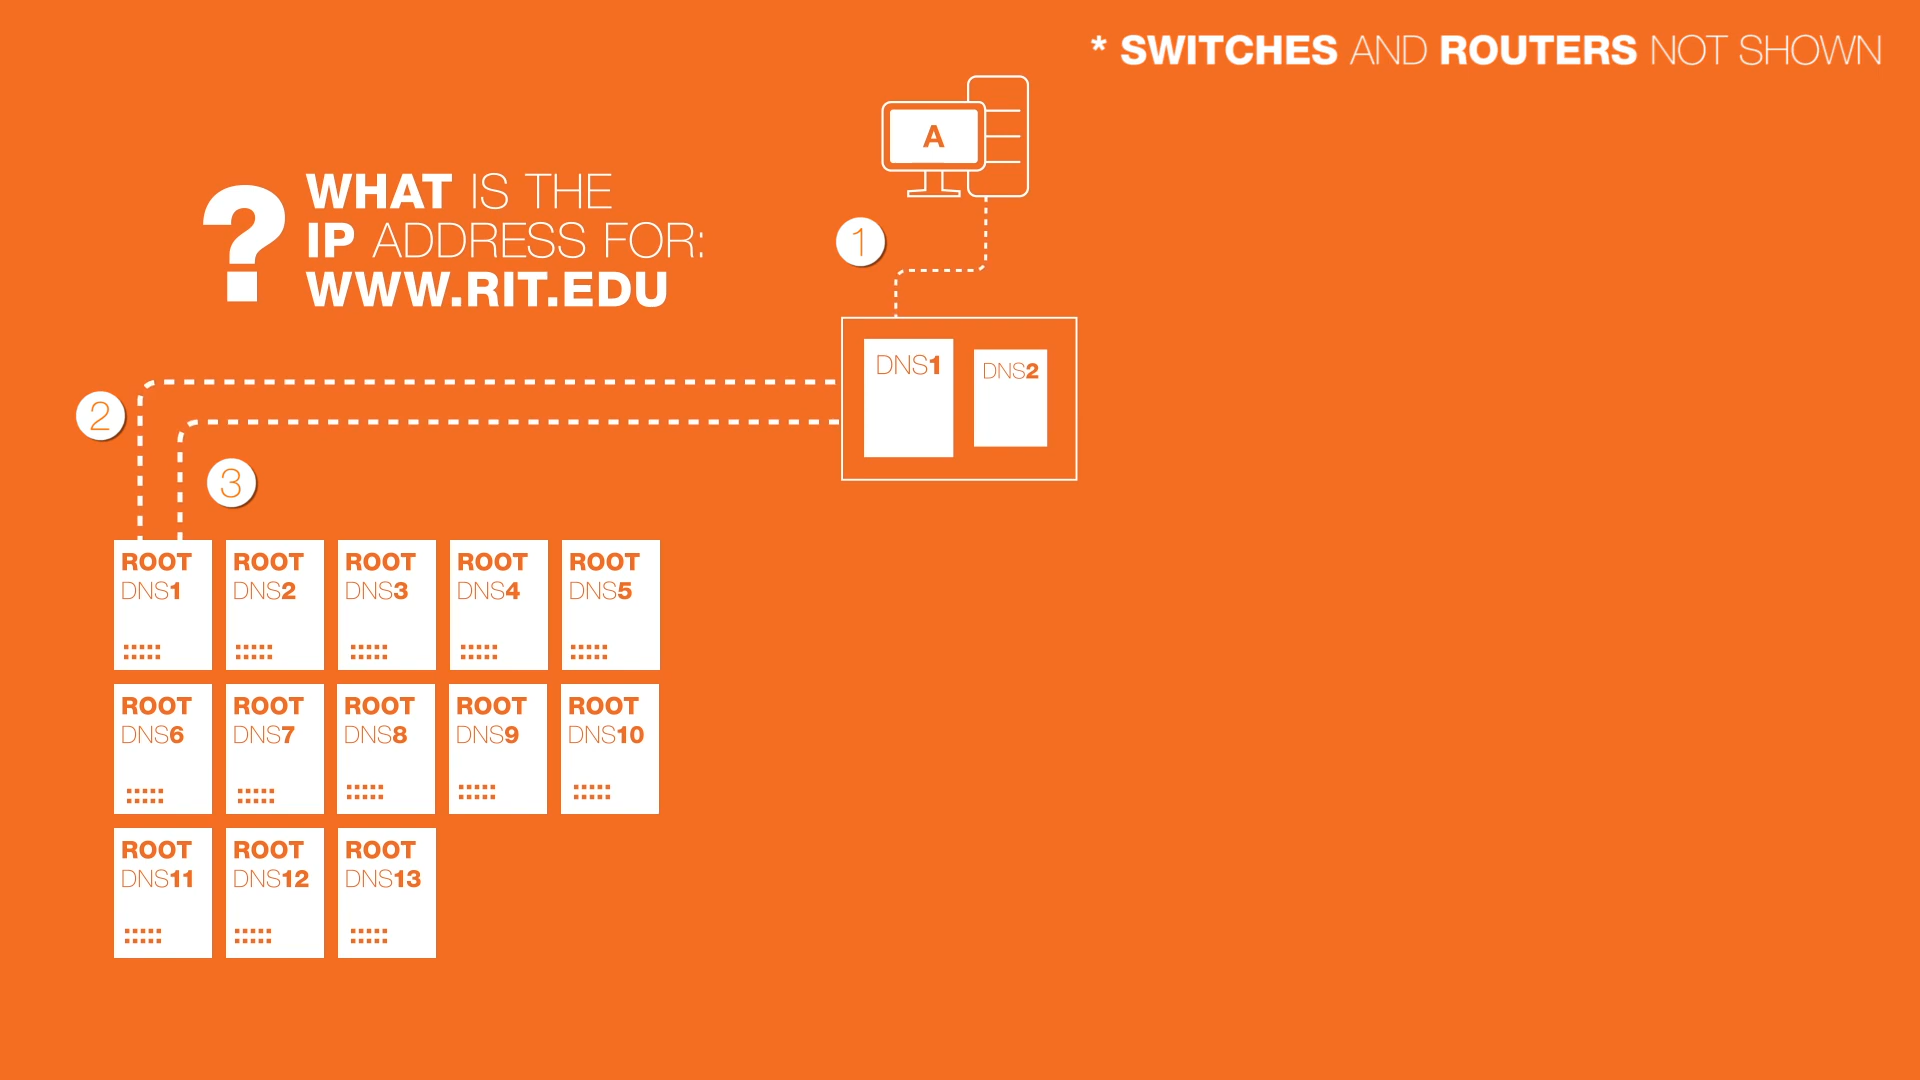 * SWITCHES AND ROUTERS NOT SHOWN
A
? WHAT IS THE
IP ADDRESS FOR:
WWW.RIT.EDU
1
DNS1
DNS2
2
3
ROOT
DNS1
ROOT
DNS2
ROOT
DNS3
ROOT
DNS4
ROOT
DNS5
ROOT
DNS6
ROOT
DNS7
ROOT
DNS8
ROOT
DNS9
ROOT
DNS10
ROOT
DNS11
ROOT
DNS12
ROOT
DNS13